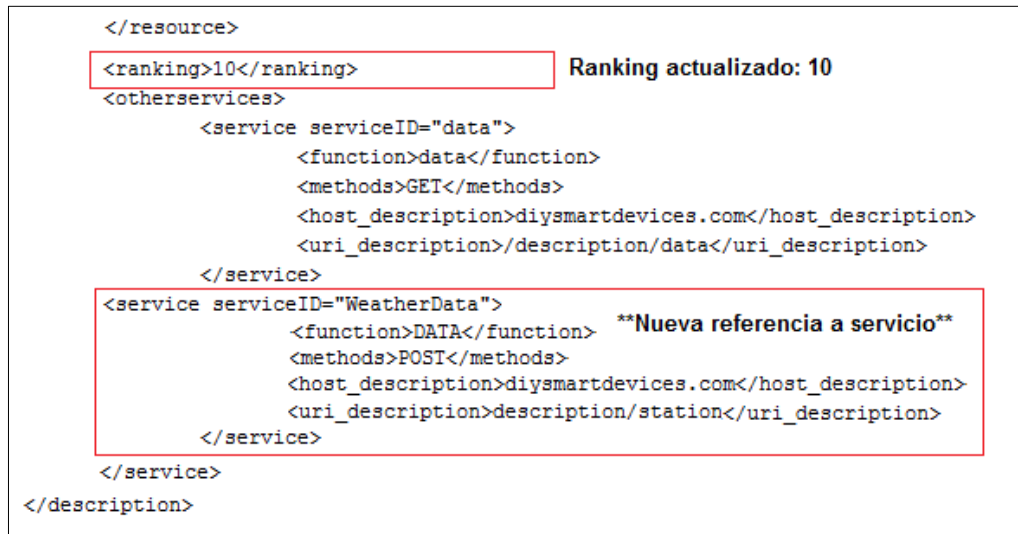 </resource>
<ranking>10</ranking> Ranking actualizado: 10
<otherservices>
<service serviceID="data">
<function>data</function>
<methods>GET</methods>
<host_description>diysmartdevices.com</host_description>
<uri_description>/description/data</uri_description>
</service>
<service serviceID="WeatherData">
<function>DATA</function> **Nueva referencia a servicio**
<methods>POST</methods>
<host_description>diysmartdevices.com</host_description>
<uri_description>description/station</uri_description>
</service>
</service>
</description>